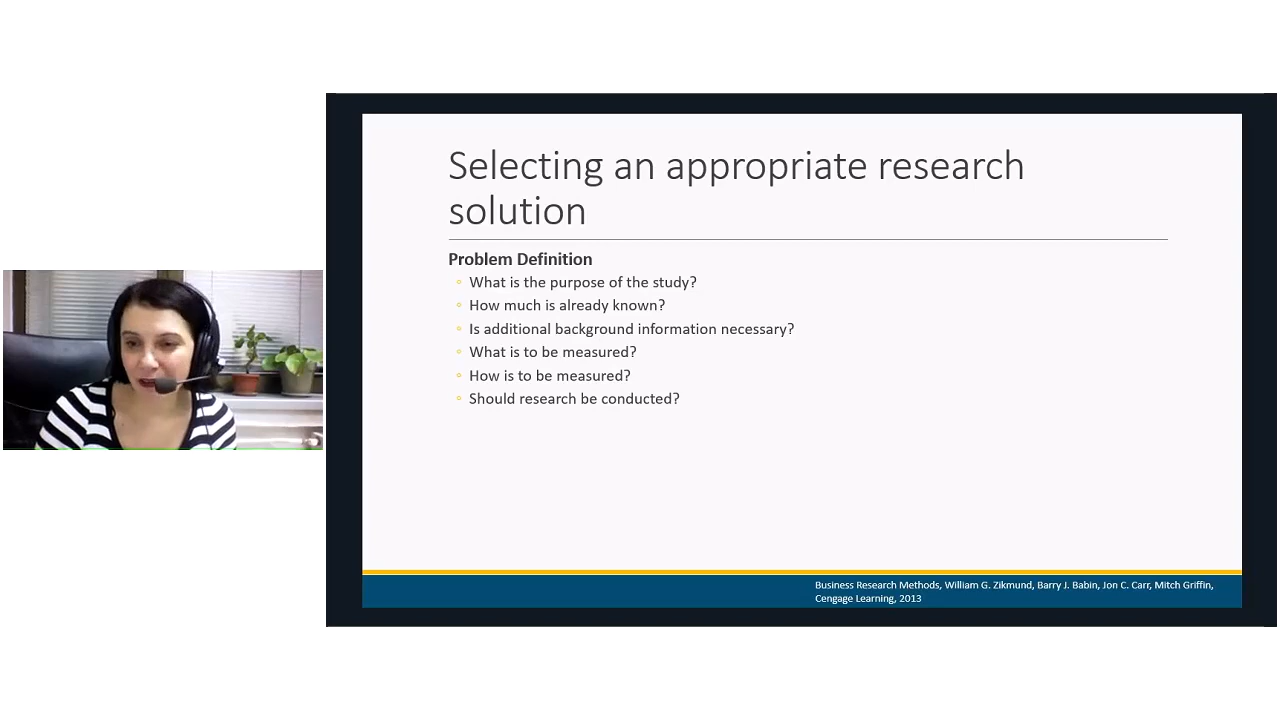 Selecting an appropriate research
solution
Problem Definition
◦ What is the purpose of the study?
◦ How much is already known?
◦ Is additional background information necessary?
◦ What is to be measured?
◦ How is to be measured?
◦ Should research be conducted?
Business Research Methods, William G. Zikmund, Barry J. Babin, Jon C. Carr, Mitch Griffin,
Cengage Learning, 2013